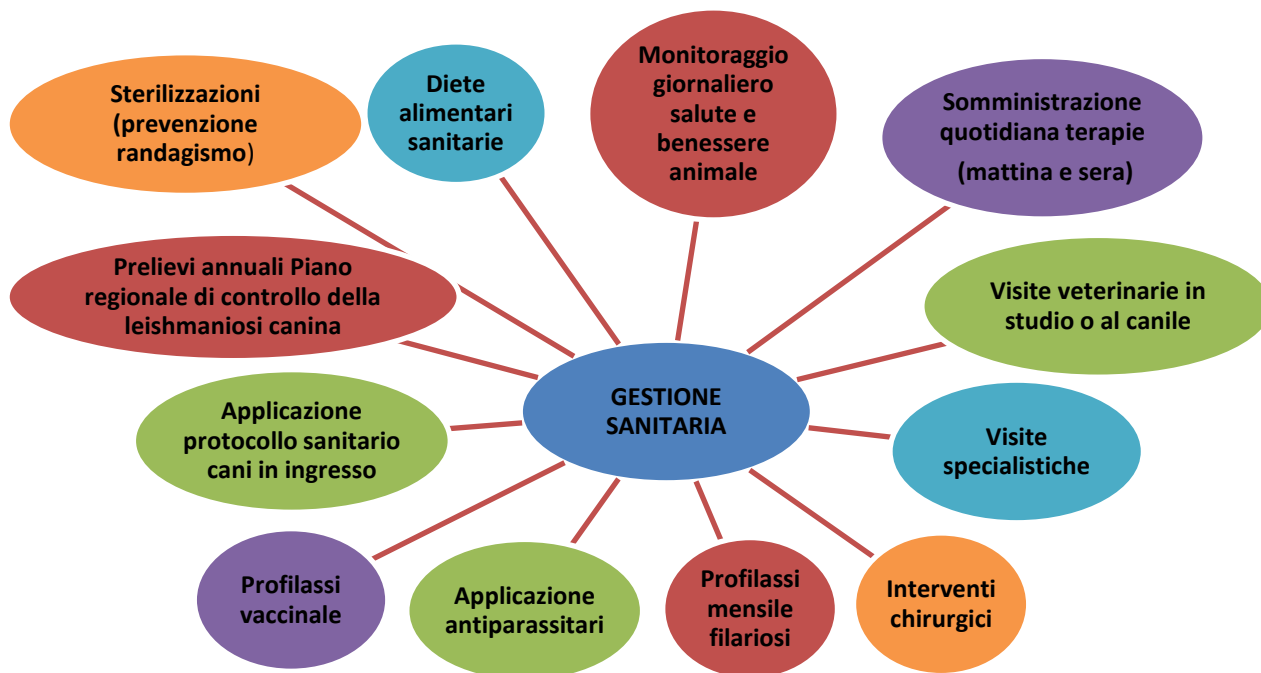 Sterilizzazioni
(prevenzione
randagismo)
Diete
alimentari
sanitarie
Monitoraggio
giornaliero
salute e
benessere
animale
Somministrazione
quotidiana terapie
(mattina e sera)
Prelievi annuali Piano
regionale di controllo della
leishmaniosi canina
Visite veterinarie in
studio o al canile
GESTIONE
SANITARIA
Applicazione
protocollo sanitario
cani in ingresso
Visite
specialistiche
Profilassi
vaccinale
Applicazione
antiparassitari
Profilassi
mensile
filariosi
Interventi
chirurgici